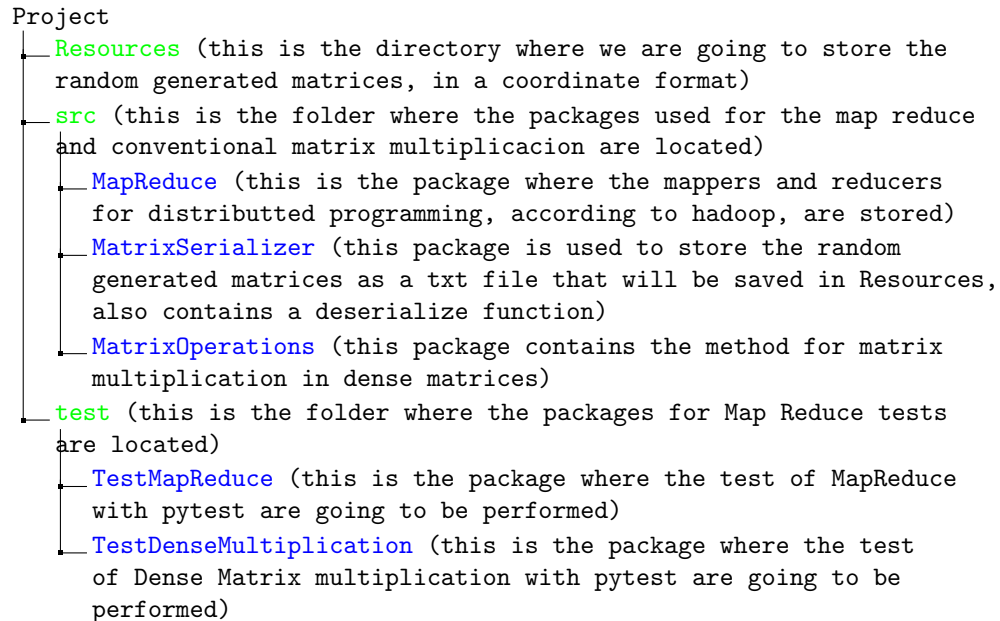 Project
Resources (this is the directory where we are going to store the
random generated matrices, in a coordinate format)
src (this is the folder where the packages used for the map reduce
and conventional matrix multiplicacion are located)
MapReduce (this is the package where the mappers and reducers
for distributted programming, according to hadoop, are stored)
MatrixSerializer (this package is used to store the random
generated matrices as a txt file that will be saved in Resources,
also contains a deserialize function)
MatrixOperations (this package contains the method for matrix
multiplication in dense matrices)
test (this is the folder where the packages for Map Reduce tests
are located)
TestMapReduce (this is the package where the test of MapReduce
with pytest are going to be performed)
TestDenseMultiplication (this is the package where the test
of Dense Matrix multiplication with pytest are going to be
performed)